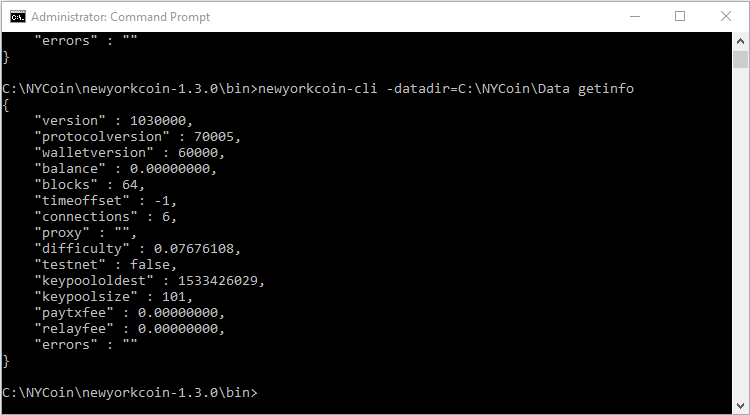 Administrator: Command Prompt
"errors" : ""
}
C:\NYCoin\newyorkcoin-1.3.0\bin>newyorkcoin-cli -datadir=C:\NYCoin\Data getinfo
{
"version" : 1030000,
"protocolversion" : 70005,
"walletversion" : 60000,
"balance" : 0.00000000,
"blocks" : 64,
"timeoffset" : -1,
"connections" : 6,
"proxy" : "",
"difficulty" : 0.07676108,
"testnet" : false,
"keypoololdest" : 1533426029,
"keypoolsize" : 101,
"paytxfee" : 0.00000000,
"relayfee" : 0.00000000,
"errors" : ""
}
C:\NYCoin\newyorkcoin-1.3.0\bin>